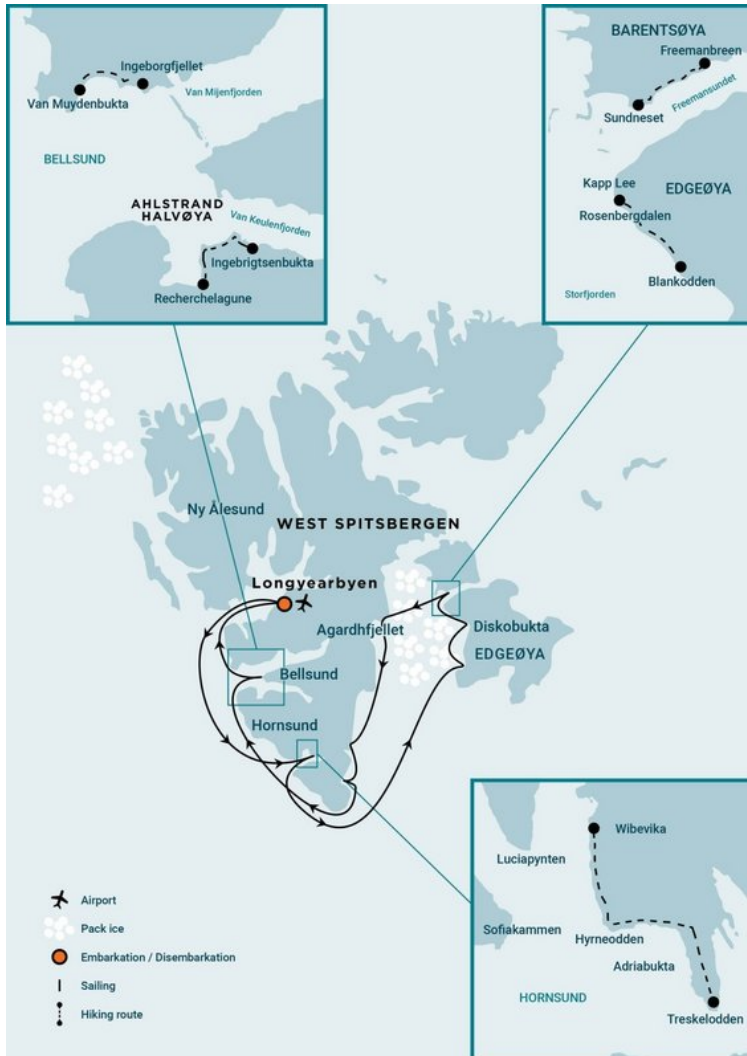 Ingeborgfjellet
Van Muydenbukta
Van Mijenfjorden
BELLSUND
AHLSTRAND
HALVØYA
Van Keulenfjorden
Ingebrigtsenbukta
Recherchelagune
BARENTSØYA
Freemanbreen
Freemansundet
Sundneset
Kapp Lee
EDGEØYA
Rosenbergdalen
Blankodden
Storfjorden
Ny Ålesund
WEST SPITSBERGEN
Longyearbyen
Agardhfjellet
Diskobukta
EDGEØYA
Bellsund
Hornsund
Wibevika
Luciapynten
Sofiakammen
Hyrneodden
Adriabukta
HORNSUND
Treskelodden
Airport
Pack ice
Embarkation / Disembarkation
Sailing
Hiking route